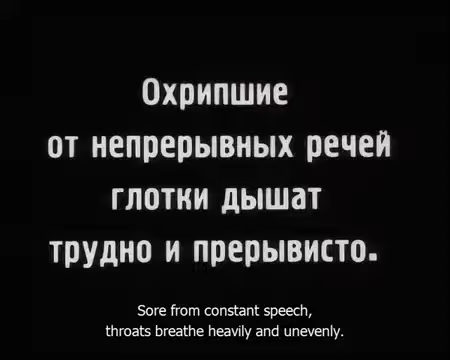 Охрипшие
от непрерывных речей
глотки дышат
трудно и прерывисто.
Sore from constant speech,
throats breathe heavily and unevenly.